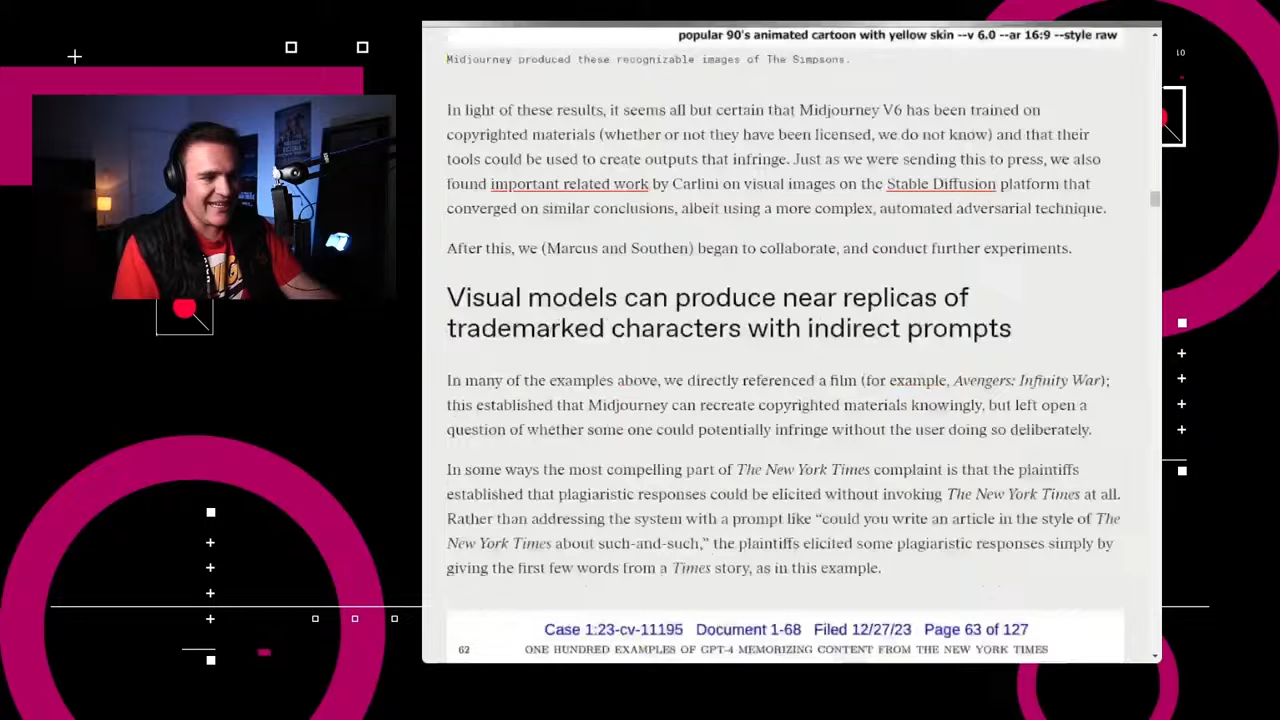 popular 90's animated cartoon with yellow skin --v 6.0 --ar 16:9 --style raw
Midjourney produced these recognizable images of The Simpsons.
In light of these results, it seems all but certain that Midjourney V6 has been trained on
copyrighted materials (whether or not they have been licensed, we do not know) and that their
tools could be used to create outputs that infringe. Just as we were sending this to press, we also
found important related work by Carlini on visual images on the Stable Diffusion platform that
converged on similar conclusions, albeit using a more complex, automated adversarial technique.
After this, we (Marcus and Southen) began to collaborate, and conduct further experiments.
Visual models can produce near replicas of
trademarked characters with indirect prompts
In many of the examples above, we directly referenced a film (for example, Avengers: Infinity War);
this established that Midjourney can recreate copyrighted materials knowingly, but left open a
question of whether some one could potentially infringe without the user doing so deliberately.
In some ways the most compelling part of The New York Times complaint is that the plaintiffs
established that plagiaristic responses could be elicited without invoking The New York Times at all.
Rather than addressing the system with a prompt like “could you write an article in the style of The
New York Times about such-and-such,” the plaintiffs elicited some plagiaristic responses simply by
giving the first few words from a Times story, as in this example.
Case 1:23-cv-11195 Document 1-68 Filed 12/27/23 Page 63 of 127
62 ONE HUNDRED EXAMPLES OF GPT-4 MEMORIZING CONTENT FROM THE NEW YORK TIMES
10